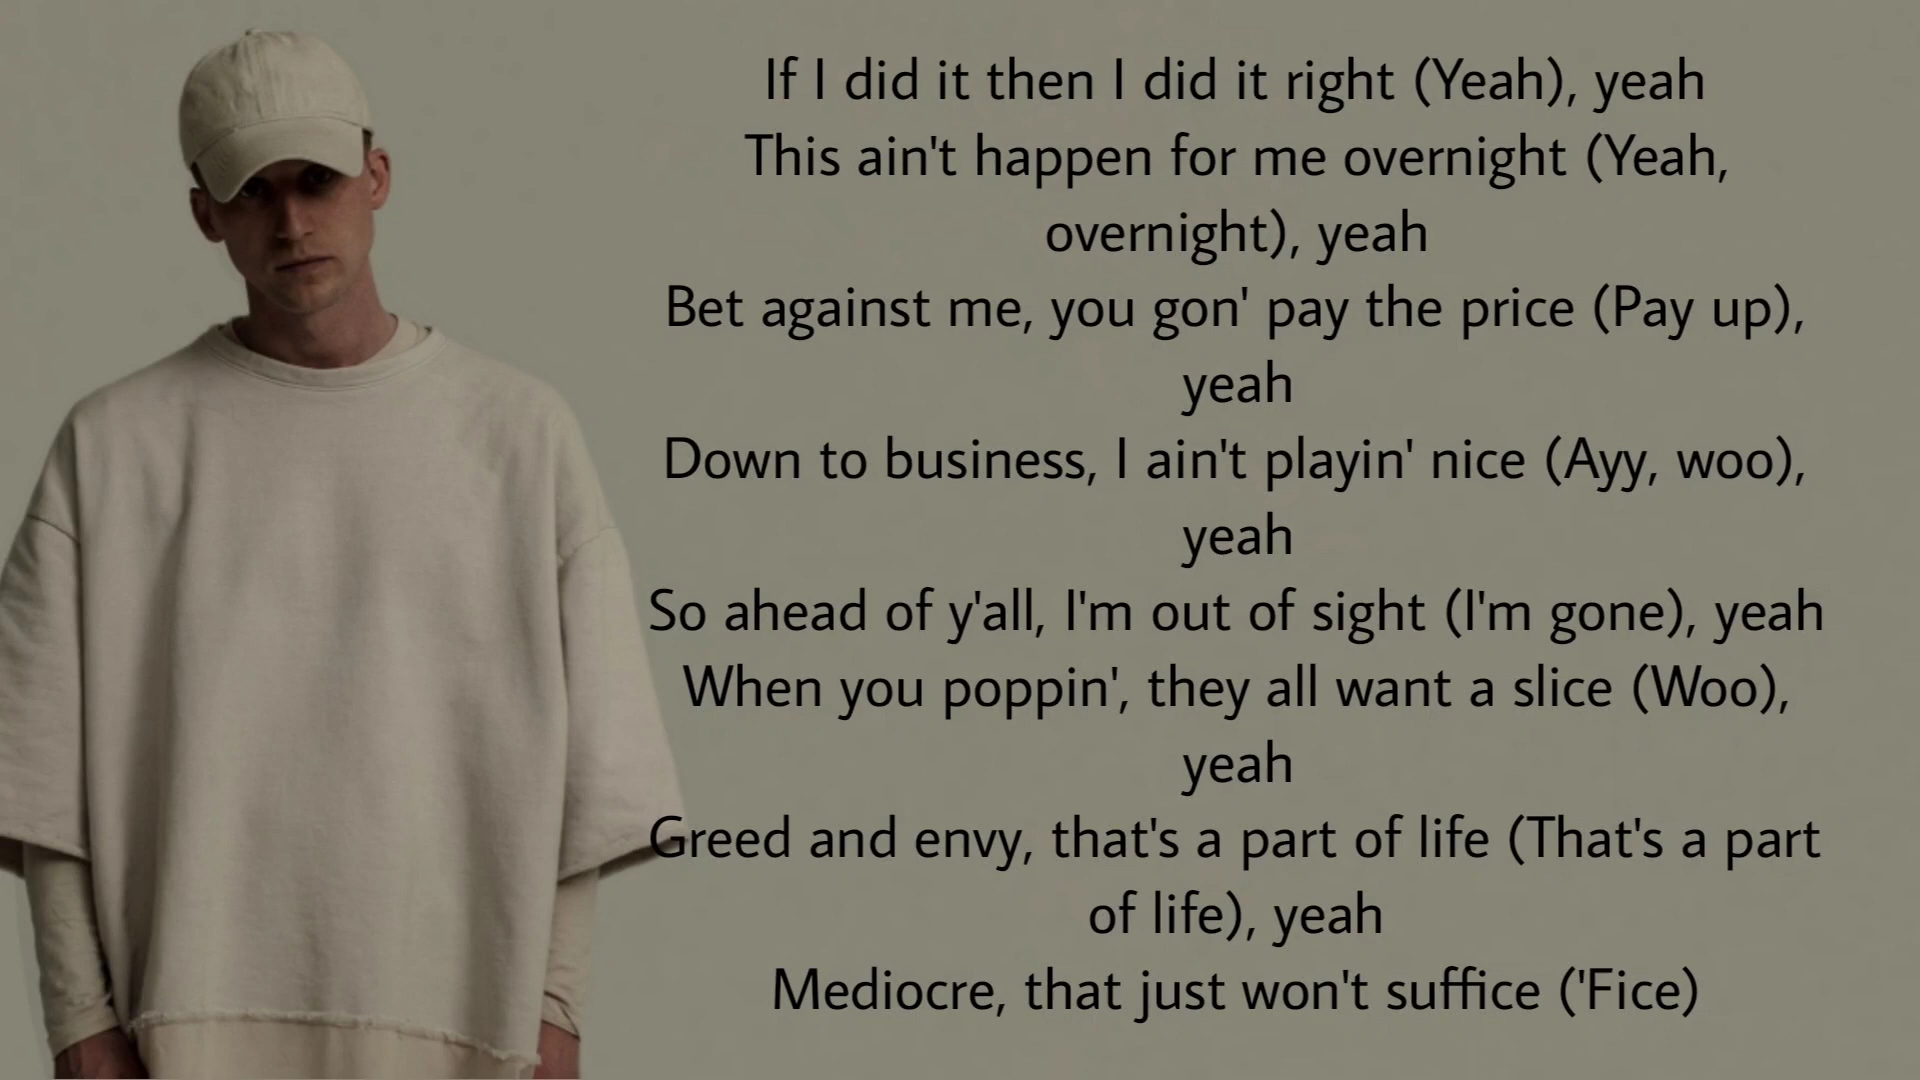 If I did it then I did it right (Yeah), yeah
This ain't happen for me overnight (Yeah,
overnight), yeah
Bet against me, you gon' pay the price (Pay up),
yeah
Down to business, I ain't playin' nice (Ayy, woo),
yeah
So ahead of y'all, I'm out of sight (I'm gone), yeah
When you poppin', they all want a slice (Woo),
yeah
Greed and envy, that's a part of life (That's a part
of life), yeah
Mediocre, that just won't suffice ('Fice)